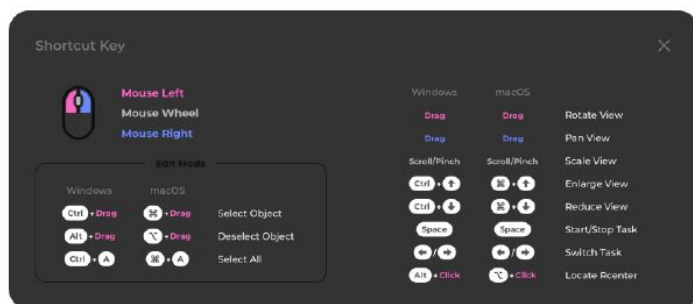 Shortcut Key
Mouse Left
Mouse Wheel
Mouse Right
Edit Mode
Windows macOS
Ctrl + Drag ⌘ + Drag Select Object
Alt + Drag ⌥ + Drag Deselect Object
Ctrl + A ⌘ + A Select All
Windows macOS
Drag Drag Rotate View
Drag Drag Pan View
Scroll/Pinch Scroll/Pinch Scale View
Ctrl + ↑ ⌘ + ↑ Enlarge View
Ctrl + ↓ ⌘ + ↓ Reduce View
Space Space Start/Stop Task
← / → ← / → Switch Task
Alt + Click ⌥ + Click Locate Rcenter